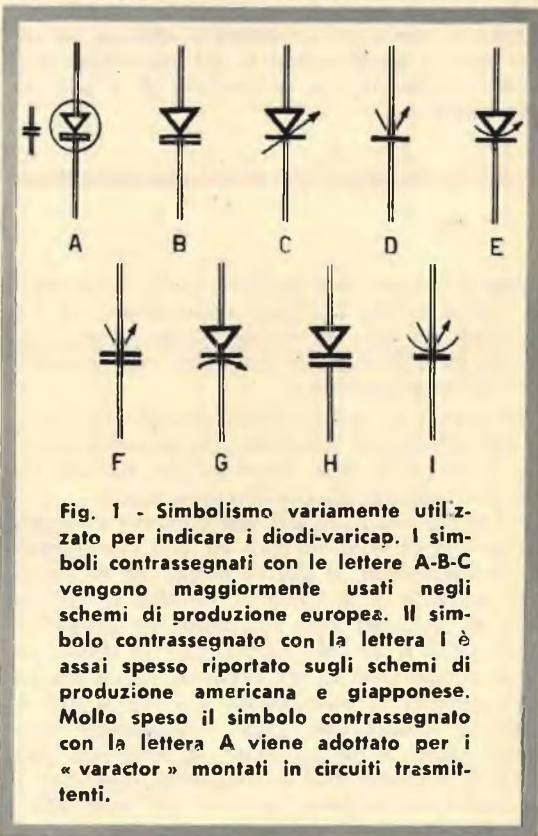 A B C D E
F G H I
Fig. 1 - Simbolismo variamente utiliz-
zato per indicare i diodi-varicap. I sim-
boli contrassegnati con le lettere A-B-C
vengono maggiormente usati negli
schemi di produzione europea. Il sim-
bolo contrassegnato con la lettera I è
assai spesso riportato sugli schemi di
produzione americana e giapponese.
Molto speso il simbolo contrassegnato
con la lettera A viene adottato per i
« varactor » montati in circuiti trasmit-
tenti.